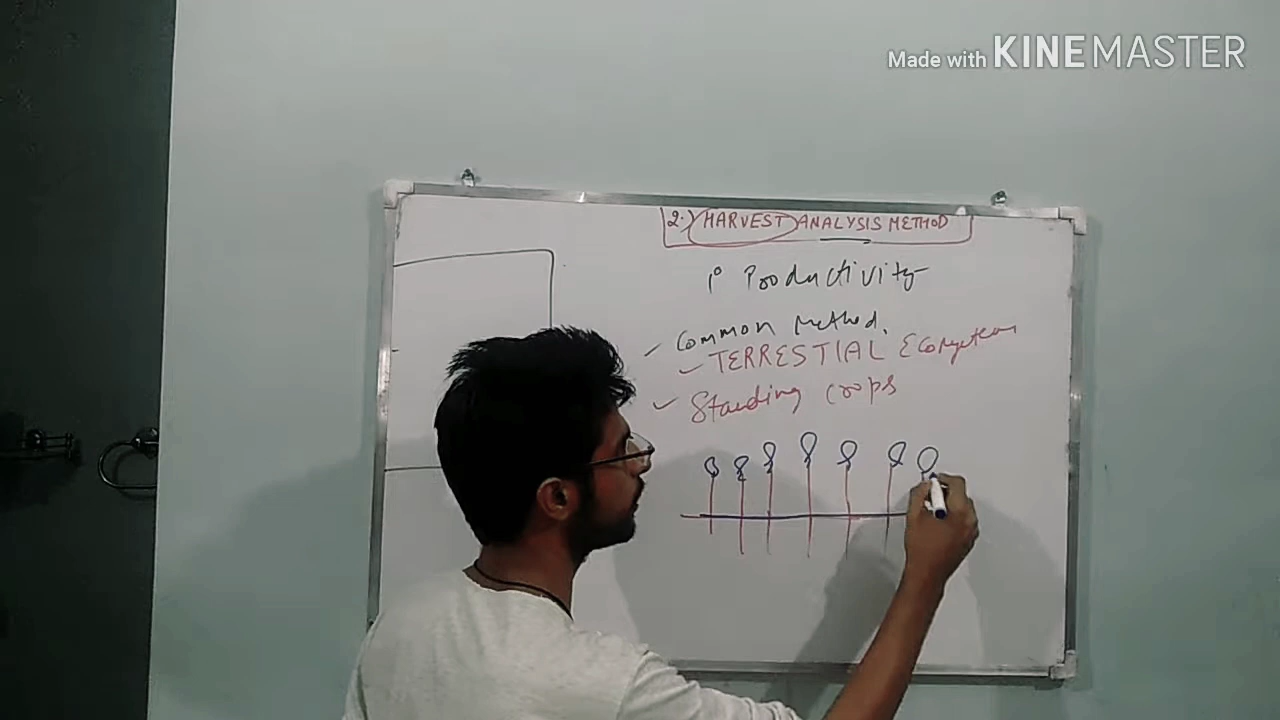 Made with KINEMASTER
2.) HARVEST ANALYSIS METHOD
1° Productivity
Common Method.
TERRESTIAL Ecosystem
Standing crops